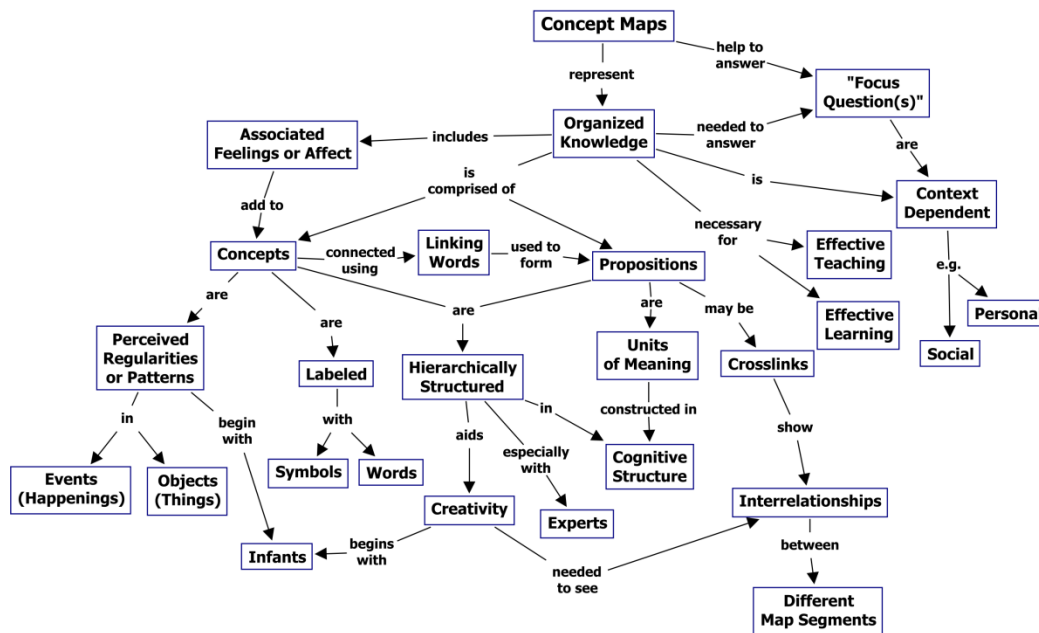 Concept Maps
help to
answer
represent
"Focus
Question(s)"
Associated
Feelings or Affect
includes
Organized
Knowledge
needed to
answer
are
is
comprised of
is
Context
Dependent
add to
necessary
for
Concepts
connected
using
Linking
Words
used to
form
Propositions
Effective
Teaching
e.g.
are
are
are
are
may be
Effective
Learning
Personal
Social
Perceived
Regularities
or Patterns
Labeled
Hierarchically
Structured
Units
of Meaning
Crosslinks
in
begin
with
with
aids
in
constructed in
show
especially
with
Events
(Happenings)
Objects
(Things)
Symbols
Words
Cognitive
Structure
Creativity
Experts
Interrelationships
Infants
begins
with
needed
to see
between
Different
Map Segments